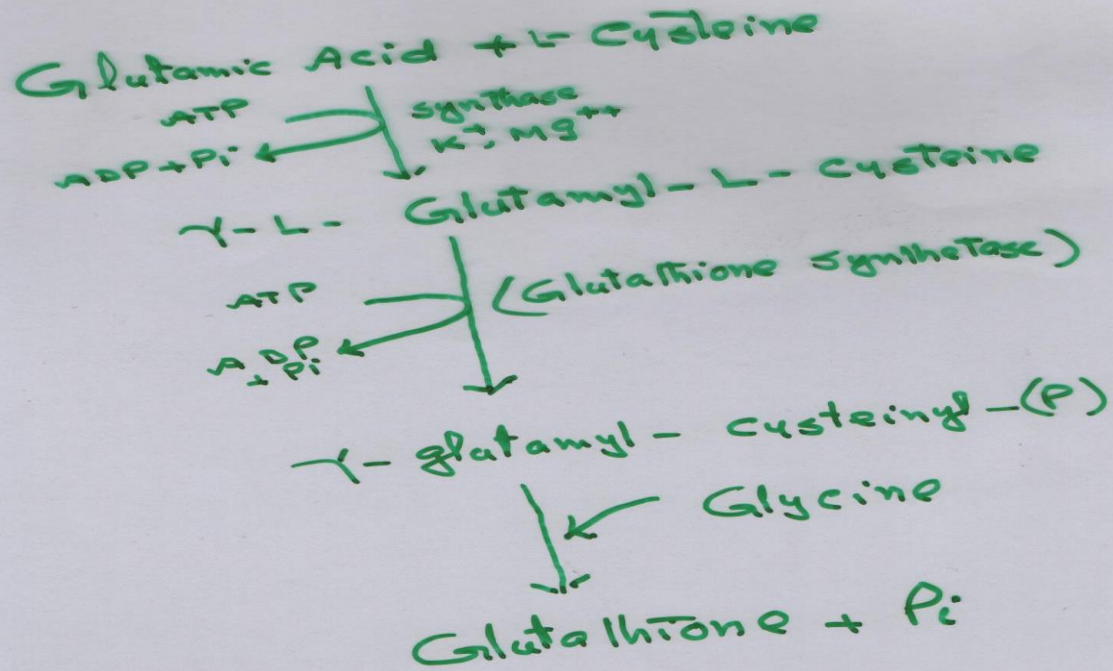 Glutamic Acid + L- Cysteine
ATP
synthase
K⁺, Mg⁺⁺
ADP + Pi
γ-L- Glutamyl-L-Cysteine
ATP
(Glutathione synthetase)
ADP
+ Pi
γ- glutamyl- cysteinyl-(P)
Glycine
Glutathione + Pi